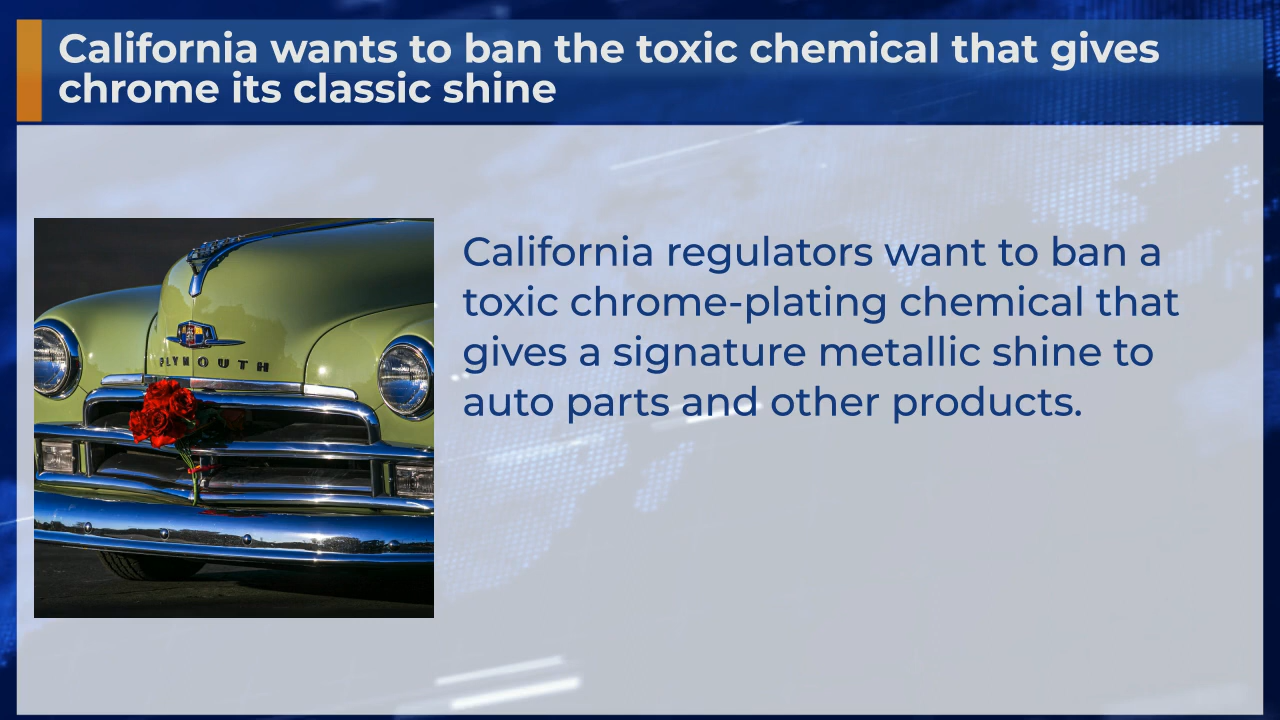 California wants to ban the toxic chemical that gives
chrome its classic shine
California regulators want to ban a
toxic chrome-plating chemical that
gives a signature metallic shine to
auto parts and other products.
PLYMOUTH